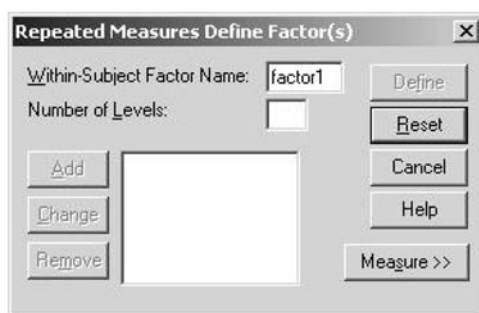 Repeated Measures Define Factor(s)
Within-Subject Factor Name: factor1 Define
Number of Levels: Reset
Add Cancel
Change Help
Remove Measure >>